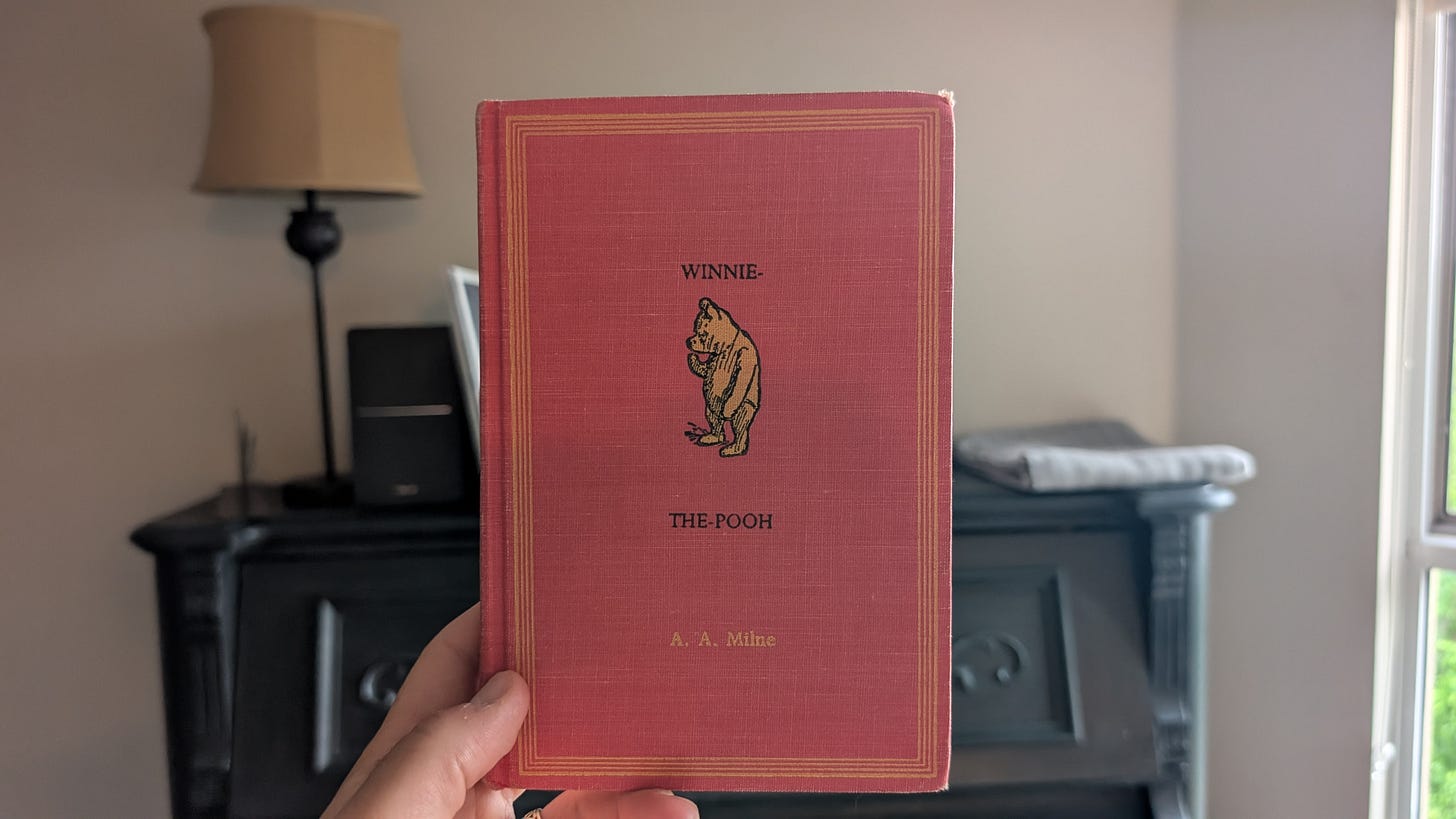 WINNIE-
THE-POOH
A. A. Milne